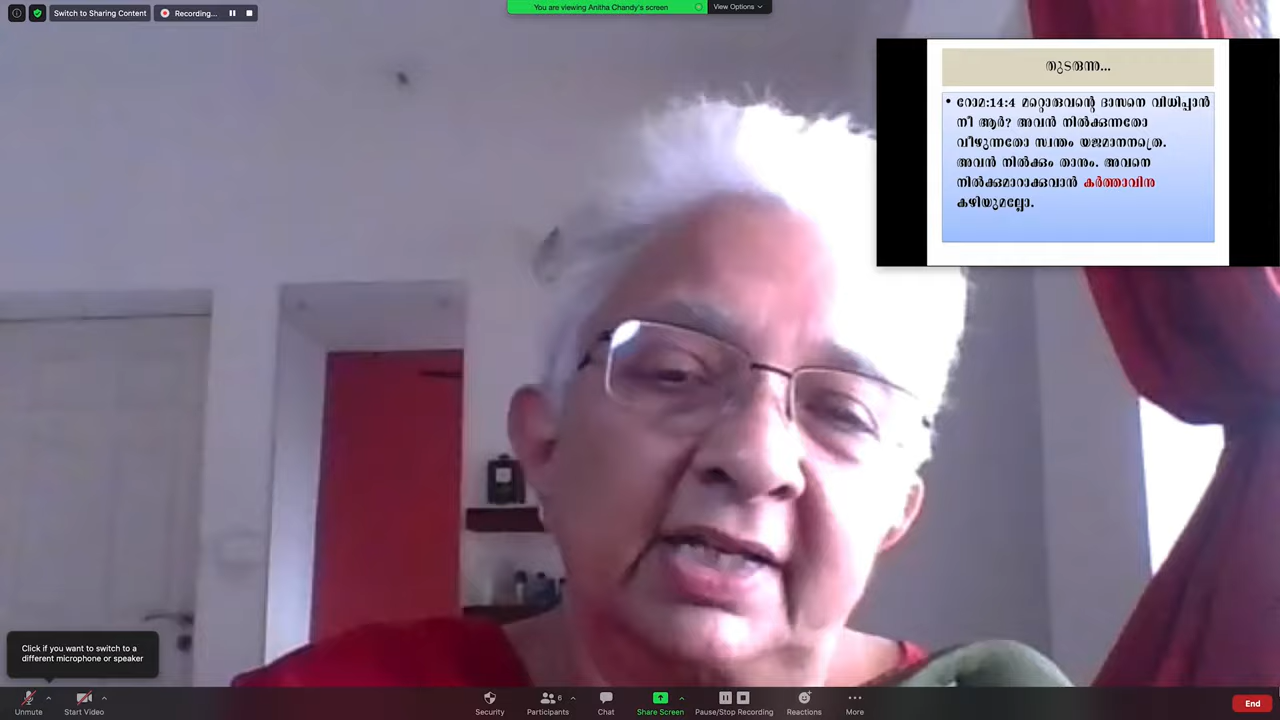 Switch to Sharing Content
Recording...
You are viewing Anitha Chandy's screen
View Options
തുടരുന്നു...
• റോമ:14:4 മറ്റൊരുവന്റെ ദാസനെ വിധിപ്പാൻ
നീ ആർ? അവൻ നിൽക്കുന്നതോ
വീഴുന്നതോ സ്വന്തം യജമാനന്നത്രെ.
അവൻ നിൽക്കും താനും. അവനെ
നിൽക്കുമാറാക്കുവാൻ കർത്താവിനു
കഴിയുമല്ലോ.
Click if you want to switch to a
different microphone or speaker
Unmute
Start Video
Security
Participants
6
Chat
Share Screen
Pause/Stop Recording
Reactions
More
End